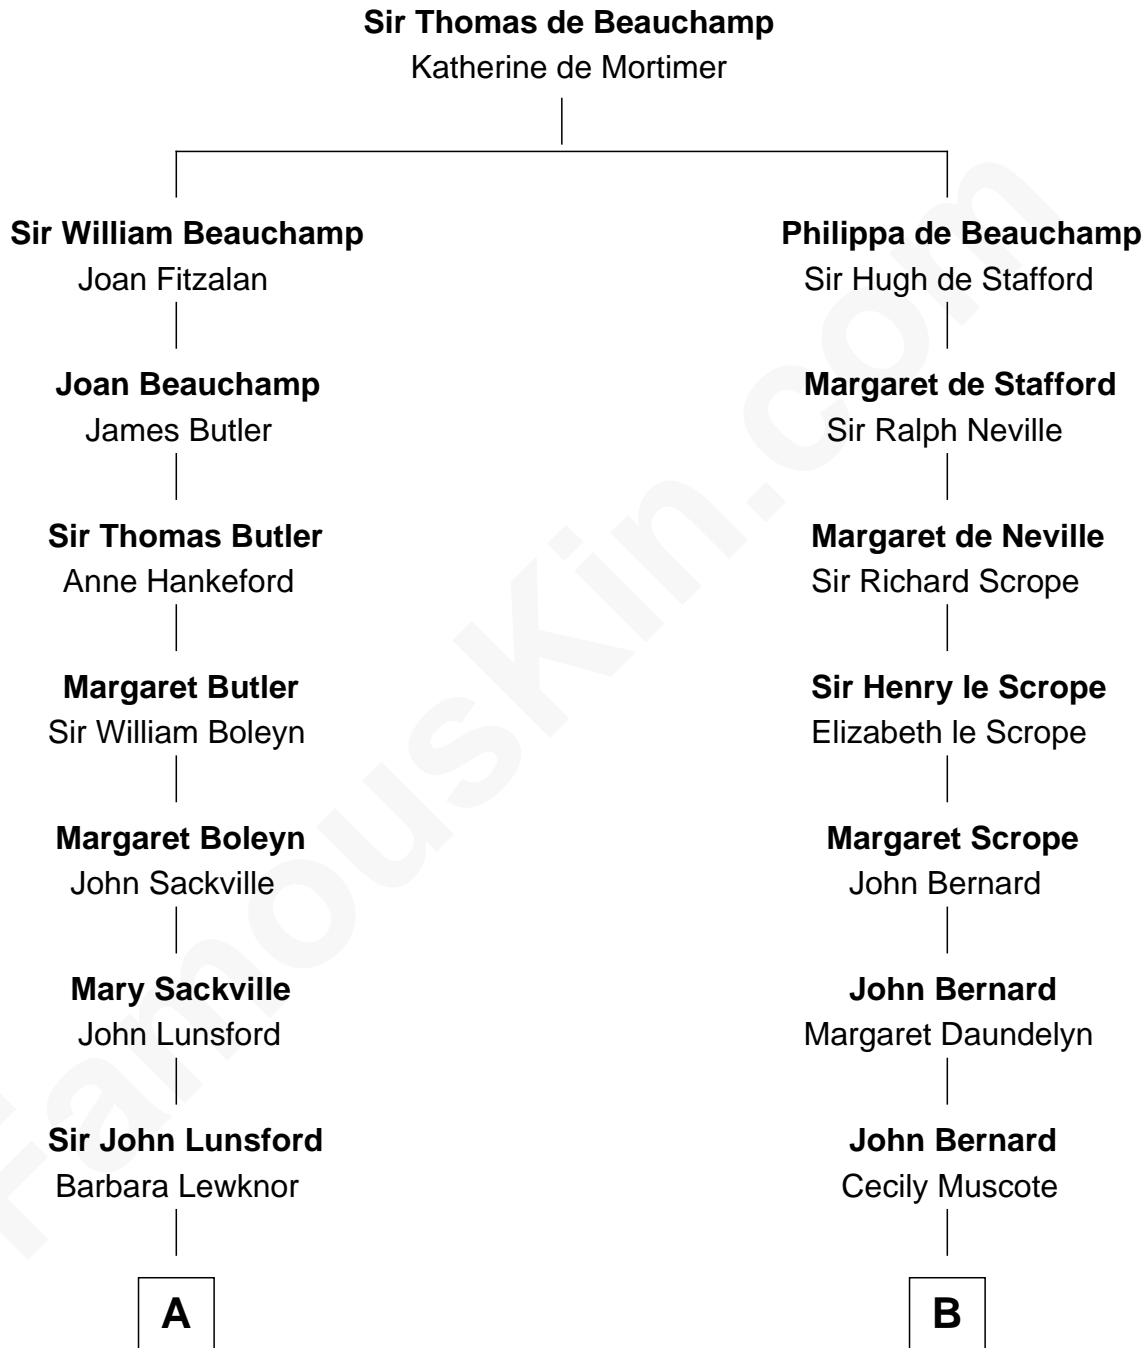 Sir Thomas de Beauchamp
Katherine de Mortimer
Sir William Beauchamp
Joan Fitzalan
Philippa de Beauchamp
Sir Hugh de Stafford
Joan Beauchamp
James Butler
Margaret de Stafford
Sir Ralph Neville
Sir Thomas Butler
Anne Hankeford
Margaret de Neville
Sir Richard Scrope
Margaret Butler
Sir William Boleyn
Sir Henry le Scrope
Elizabeth le Scrope
Margaret Boleyn
John Sackville
Margaret Scrope
John Bernard
Mary Sackville
John Lunsford
John Bernard
Margaret Daundelyn
Sir John Lunsford
Barbara Lewknor
John Bernard
Cecily Muscote
A
B
FamousKin.com